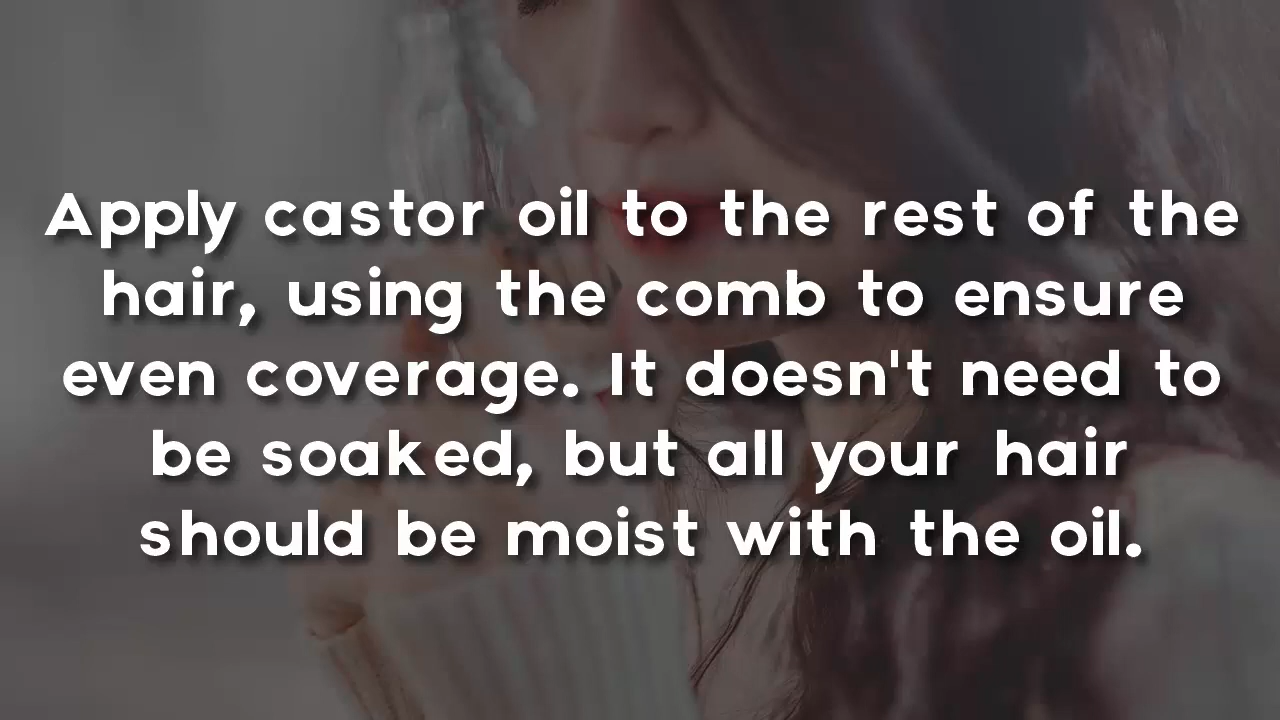 Apply castor oil to the rest of the
hair, using the comb to ensure
even coverage. It doesn't need to
be soaked, but all your hair
should be moist with the oil.